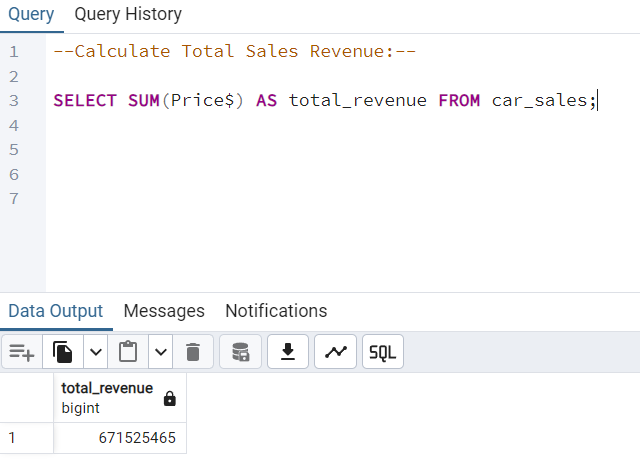 Query Query History
1 --Calculate Total Sales Revenue:--
2
3 SELECT SUM(Price$) AS total_revenue FROM car_sales;
4
5
6
7
Data Output Messages Notifications
SQL
total_revenue
bigint
1 671525465